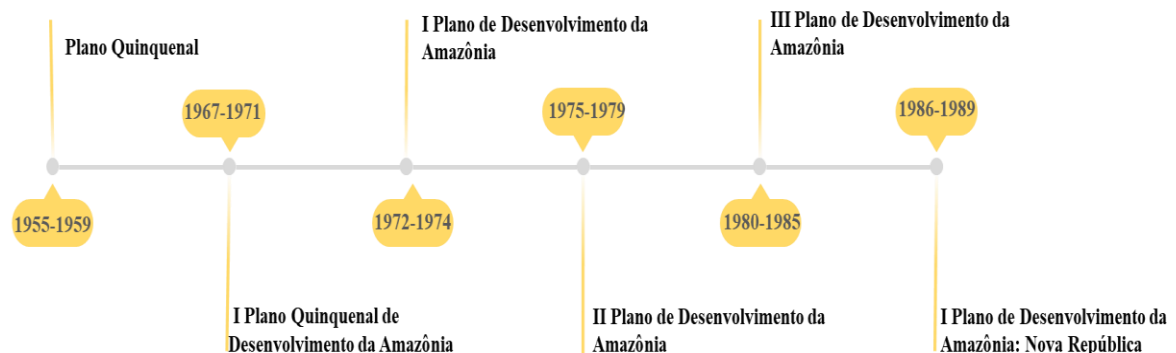 Plano Quinquenal
1955-1959
1967-1971
I Plano Quinquenal de
Desenvolvimento da Amazônia
I Plano de Desenvolvimento da
Amazônia
1972-1974
1975-1979
II Plano de Desenvolvimento da
Amazônia
III Plano de Desenvolvimento da
Amazônia
1980-1985
1986-1989
I Plano de Desenvolvimento da
Amazônia: Nova República